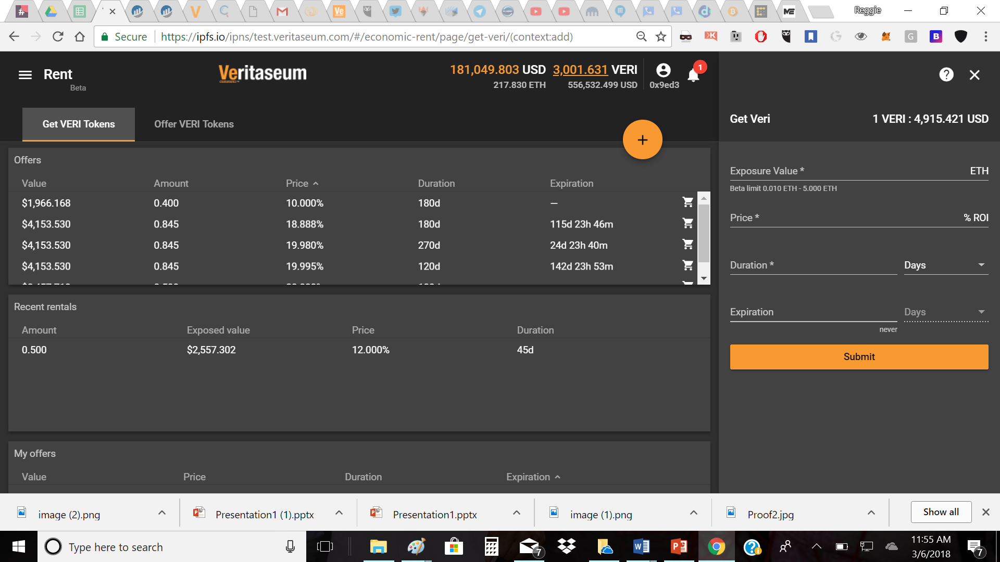 Reggie
Secure https://ipfs.io/ipns/test.veritaseum.com/#/economic-rent/page/get-veri/(context:add)
Rent
Beta
Veritaseum
181,049.803 USD 3,001.631 VERI
217.830 ETH 556,532.499 USD
0x9ed3
1
Get VERI Tokens Offer VERI Tokens
+
Get Veri 1 VERI : 4,915.421 USD
Offers
Value Amount Price Duration Expiration
$1,966.168 0.400 10.000% 180d —
$4,153.530 0.845 18.888% 180d 115d 23h 46m
$4,153.530 0.845 19.980% 270d 24d 23h 40m
$4,153.530 0.845 19.995% 120d 142d 23h 53m
Recent rentals
Amount Exposed value Price Duration
0.500 $2,557.302 12.000% 45d
My offers
Value Price Duration Expiration
Exposure Value * ETH
Beta limit 0.010 ETH - 5.000 ETH
Price * % ROI
Duration * Days
Expiration Days
never
Submit
image (2).png Presentation1 (1).pptx Presentation1.pptx image (1).png Proof2.jpg Show all
Type here to search
7
11:55 AM
3/6/2018
7